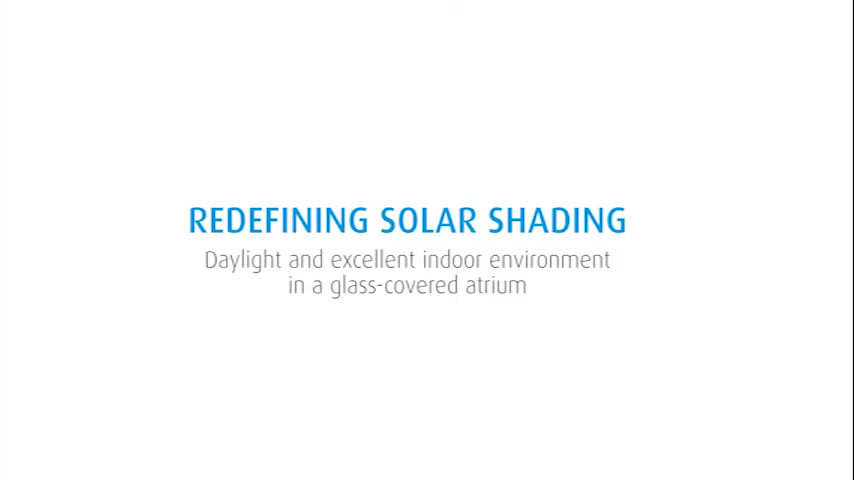 REDEFINING SOLAR SHADING
Daylight and excellent indoor environment
in a glass-covered atrium